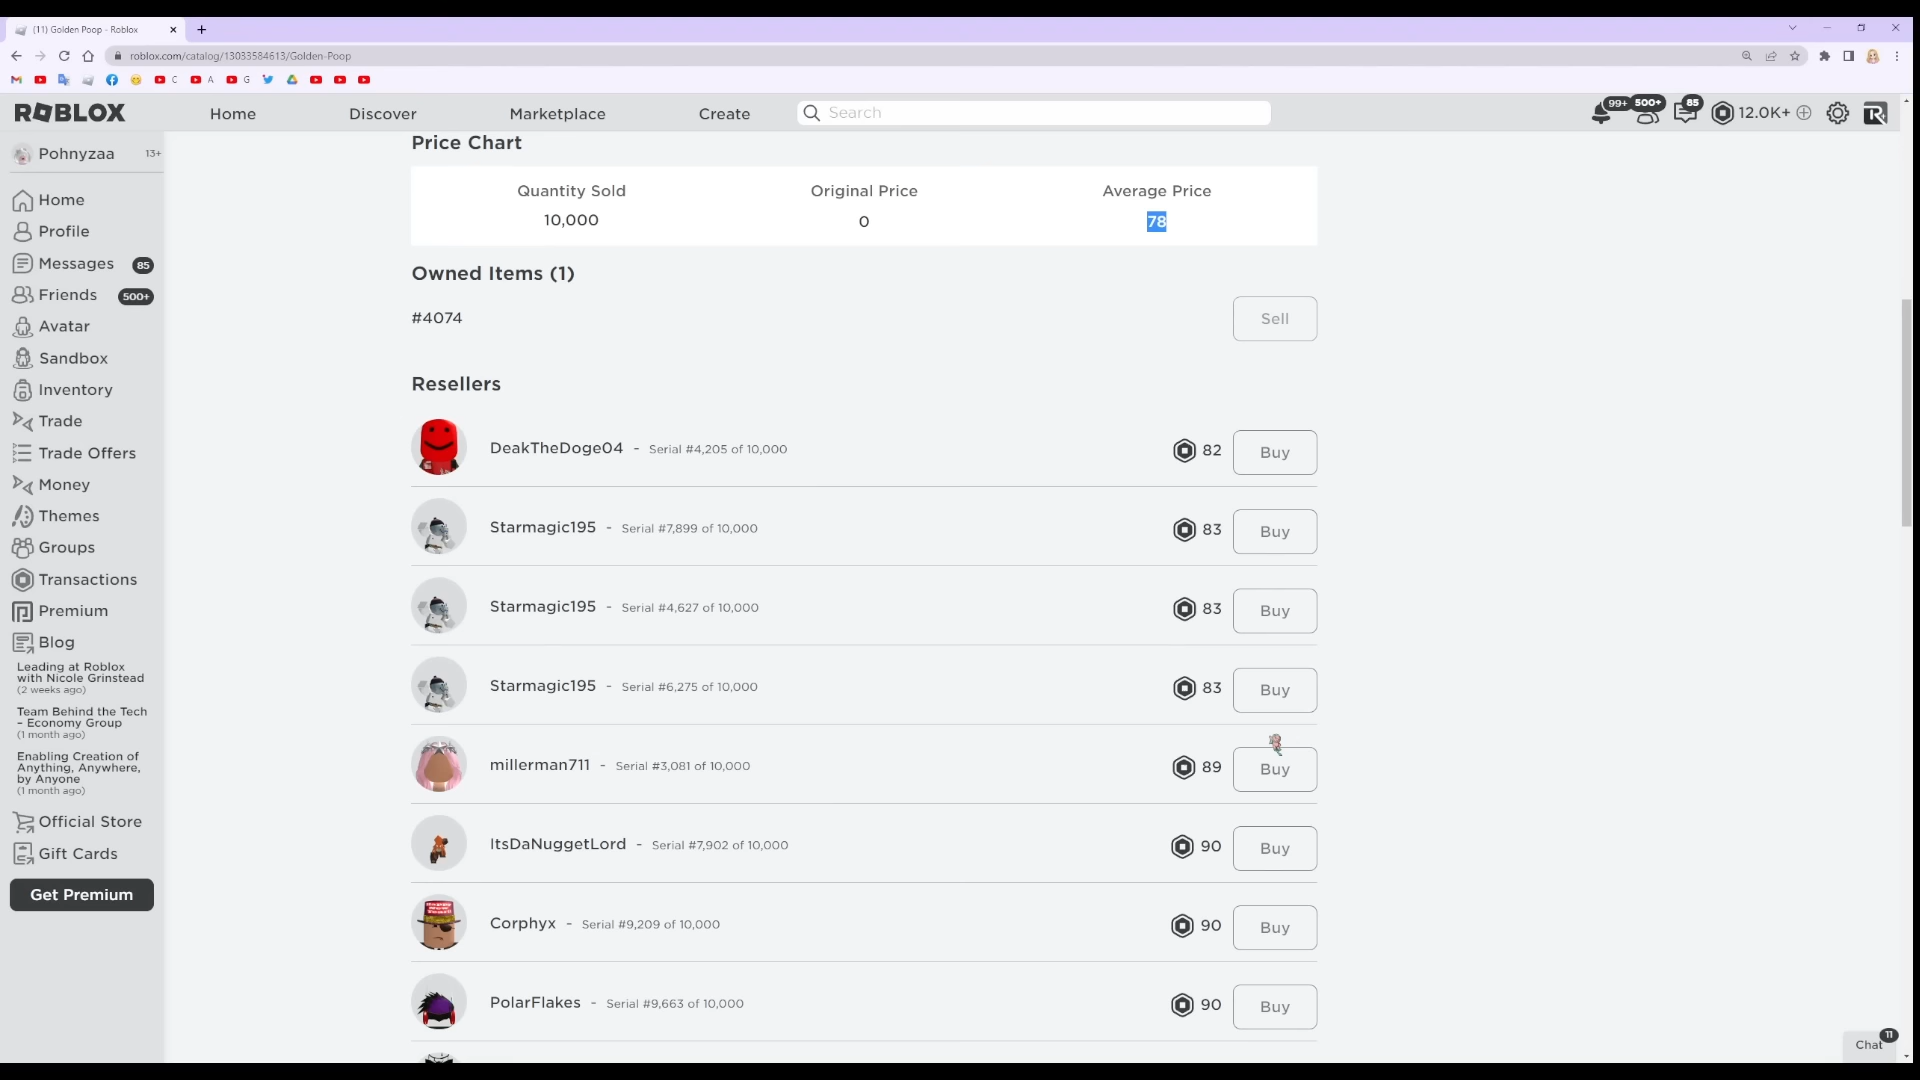 (11) Golden Poop - Roblox
roblox.com/catalog/13033584613/Golden-Poop
C
A
G
ROBLOX
Home
Discover
Marketplace
Create
Search
99+
500+
85
12.0K+
Pohnyzaa
13+
Home
Profile
Messages
85
Friends
500+
Avatar
Sandbox
Inventory
Trade
Trade Offers
Money
Themes
Groups
Transactions
Premium
Blog
Leading at Roblox
with Nicole Grinstead
(2 weeks ago)
Team Behind the Tech
– Economy Group
(1 month ago)
Enabling Creation of
Anything, Anywhere,
by Anyone
(1 month ago)
Official Store
Gift Cards
Get Premium
Price Chart
Quantity Sold
10,000
Original Price
0
Average Price
78
Owned Items (1)
#4074
Sell
Resellers
DeakTheDoge04 - Serial #4,205 of 10,000
82
Buy
Starmagic195 - Serial #7,899 of 10,000
83
Buy
Starmagic195 - Serial #4,627 of 10,000
83
Buy
Starmagic195 - Serial #6,275 of 10,000
83
Buy
millerman711 - Serial #3,081 of 10,000
89
Buy
ItsDaNuggetLord - Serial #7,902 of 10,000
90
Buy
Corphyx - Serial #9,209 of 10,000
90
Buy
PolarFlakes - Serial #9,663 of 10,000
90
Buy
Chat
11